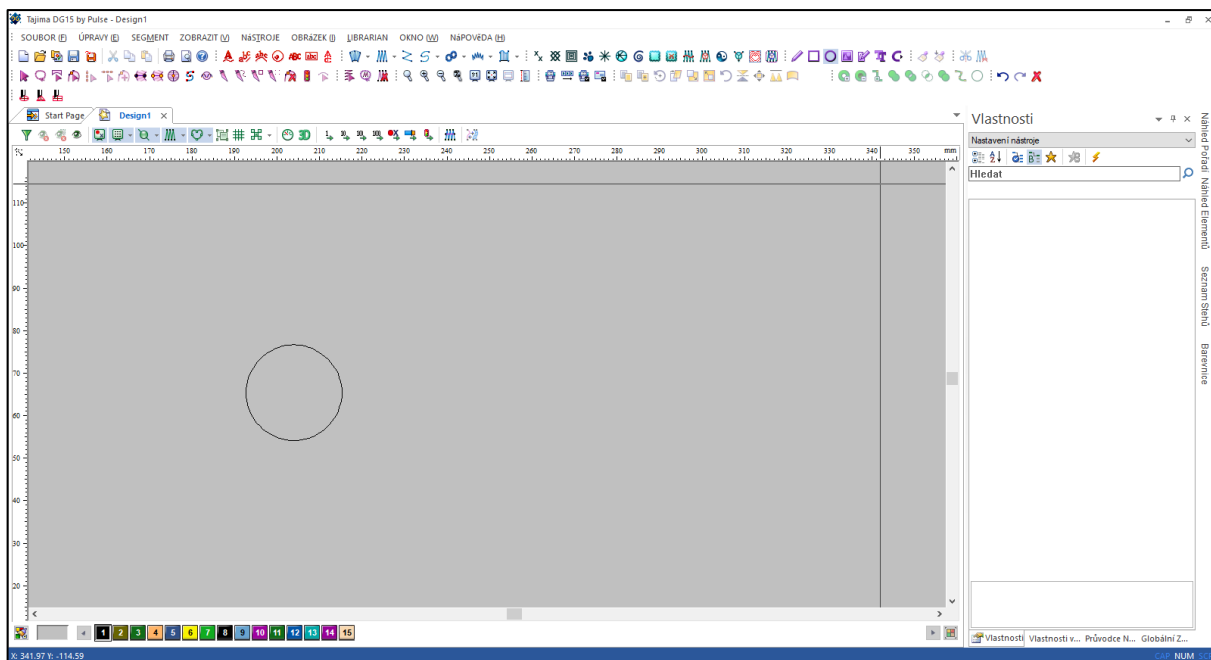 Tajima DG15 by Pulse - Design1
SOUBOR (F) ÚPRAVY (E) SEGMENT ZOBRAZIT (V) NáSTROJE OBRáZEK (I) LIBRARIAN OKNO (W) NáPOVěDA (H)
Start Page Design1
3D
150 160 170 180 190 200 210 220 230 240 250 260 270 280 290 300 310 320 330 340 350 mm
110
100
90
80
70
60
50
40
30
20
1 2 3 4 5 6 7 8 9 10 11 12 13 14 15
X: 341.97 Y: -114.59
Vlastnosti
Nastavení nástroje
Hledat
Vlastnosti Vlastnosti v... Průvodce N... Globální Z...
CAP NUM
Náhled Pořadí
Náhled Elementů
Seznam Stehů
Barevnice